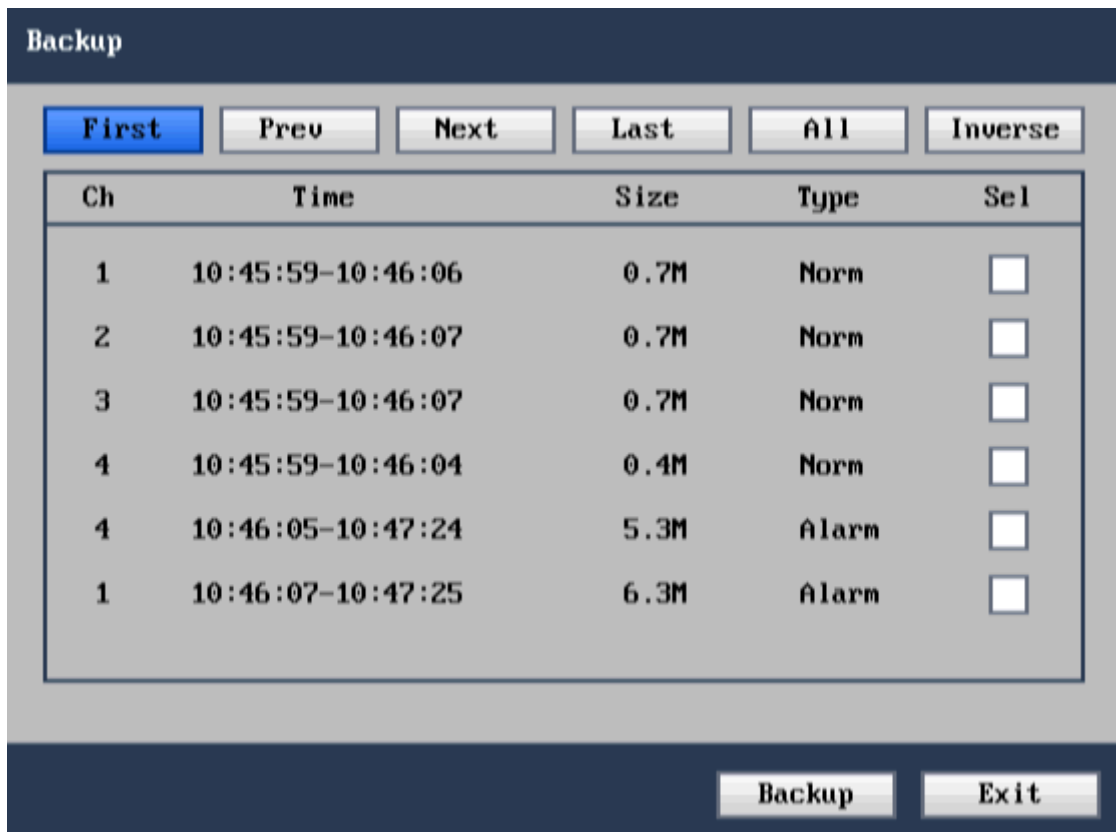 Backup
First Prev Next Last All Inverse
Ch Time Size Type Sel
1 10:45:59-10:46:06 0.7M Norm
2 10:45:59-10:46:07 0.7M Norm
3 10:45:59-10:46:07 0.7M Norm
4 10:45:59-10:46:04 0.4M Norm
4 10:46:05-10:47:24 5.3M Alarm
1 10:46:07-10:47:25 6.3M Alarm
Backup Exit